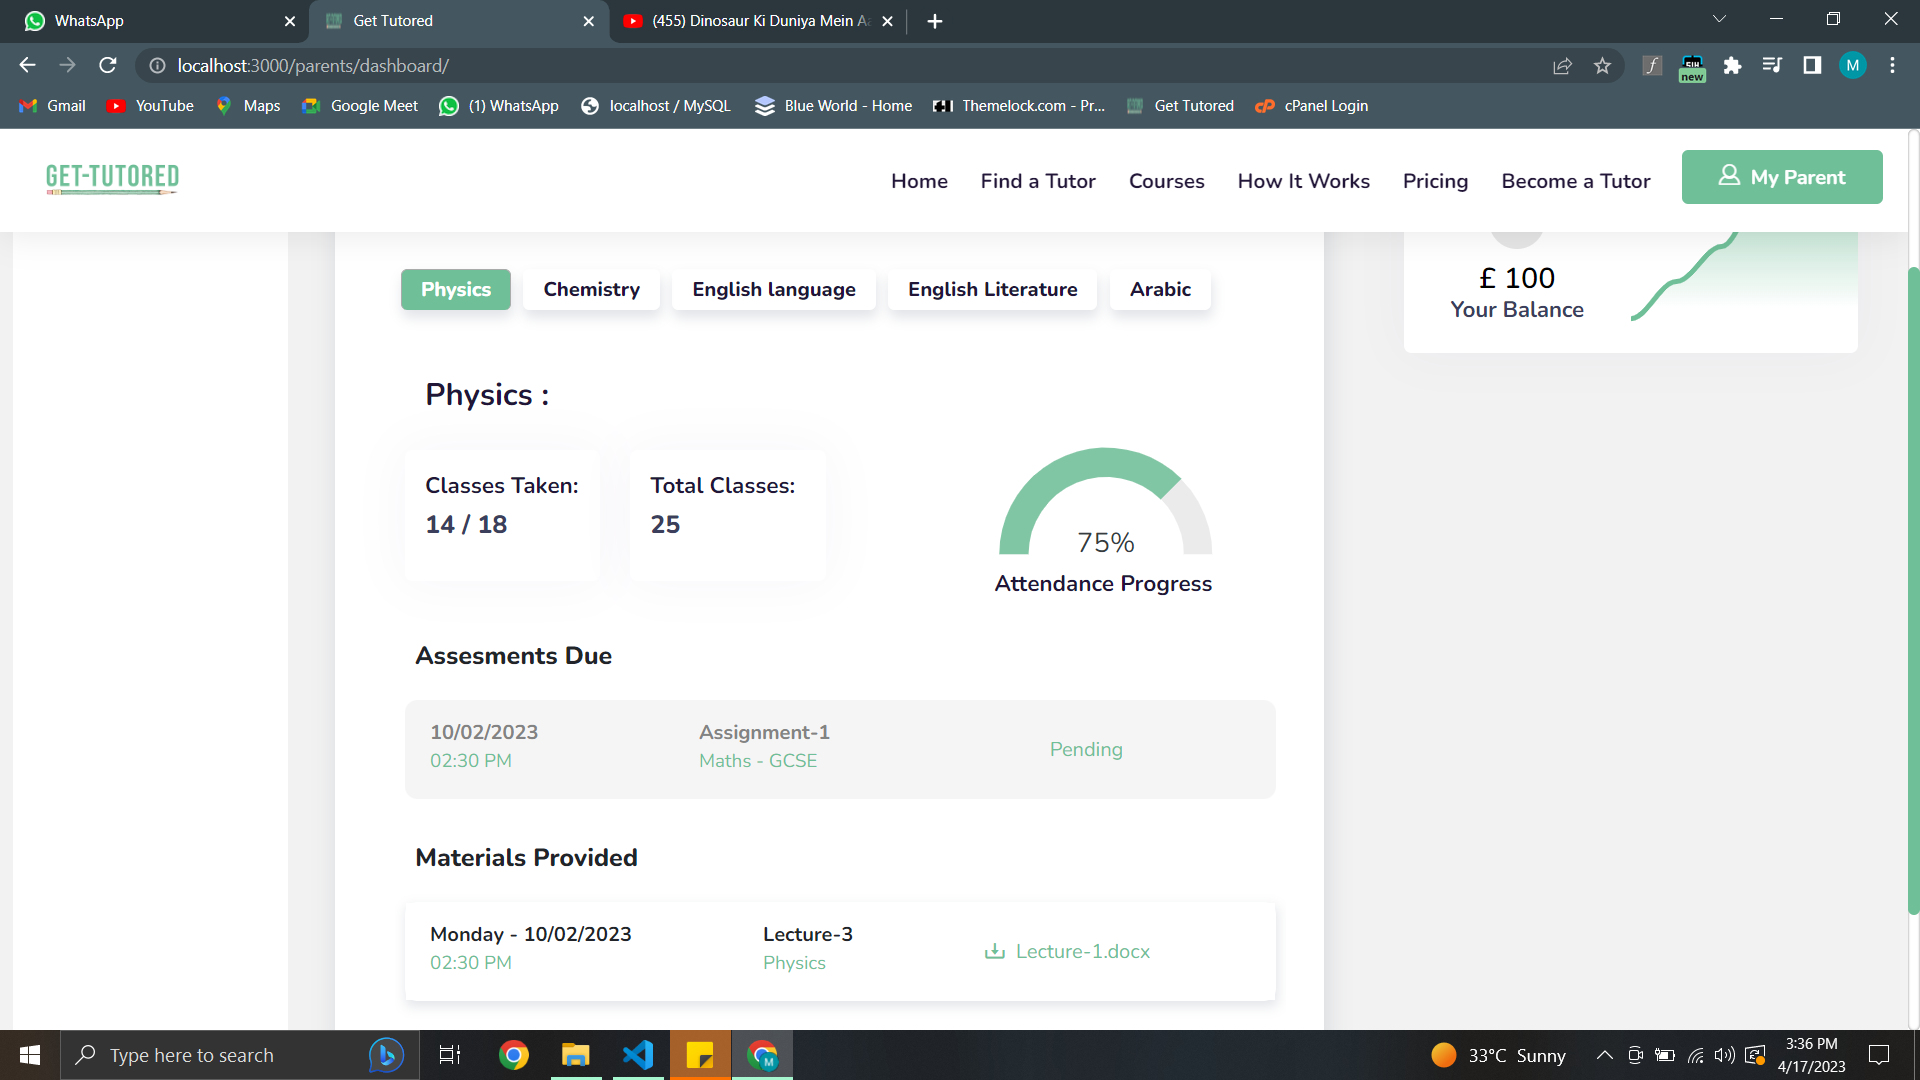 WhatsApp
Get Tutored
(455) Dinosaur Ki Duniya Mein Aa
localhost:3000/parents/dashboard/
new
M
Gmail
YouTube
Maps
Google Meet
(1) WhatsApp
localhost / MySQL
Blue World - Home
Themelock.com - Pr...
Get Tutored
cPanel Login
GET-TUTORED
Home
Find a Tutor
Courses
How It Works
Pricing
Become a Tutor
My Parent
Physics
Chemistry
English language
English Literature
Arabic
£ 100
Your Balance
Physics :
Classes Taken:
14 / 18
Total Classes:
25
75%
Attendance Progress
Assesments Due
10/02/2023
02:30 PM
Assignment-1
Maths - GCSE
Pending
Materials Provided
Monday - 10/02/2023
02:30 PM
Lecture-3
Physics
Lecture-1.docx
Type here to search
M
33°C Sunny
3:36 PM
4/17/2023